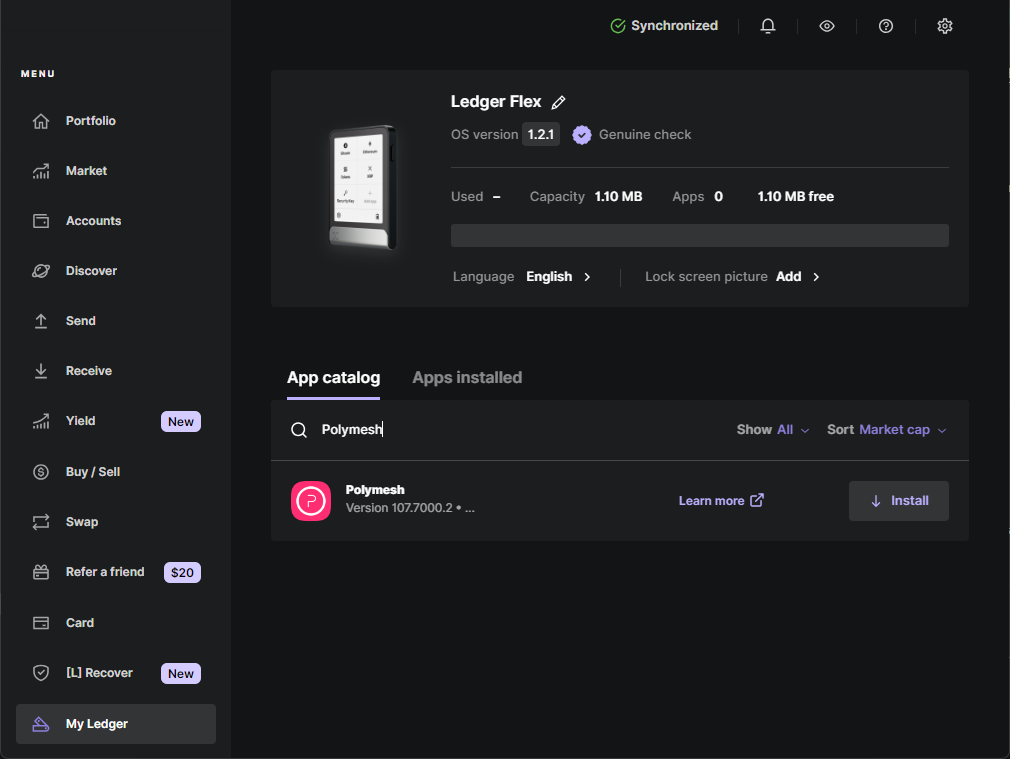 Synchronized
MENU
Portfolio
Market
Accounts
Discover
Send
Receive
Yield New
Buy / Sell
Swap
Refer a friend $20
Card
[L] Recover New
My Ledger
Ledger Flex
OS version 1.2.1 Genuine check
Used – Capacity 1.10 MB Apps 0 1.10 MB free
Language English Lock screen picture Add
App catalog Apps installed
Polymesh Show All Sort Market cap
Polymesh
Version 107.7000.2 • ...
Learn more Install